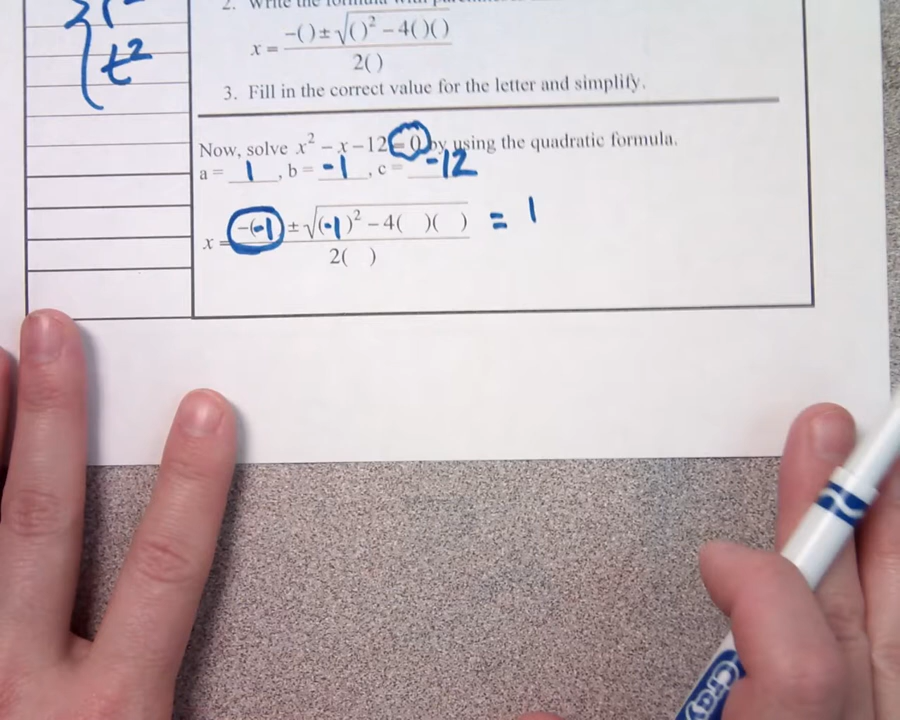 2. Write the formula with
x = -()±√()² - 4()() / 2()
t²
3. Fill in the correct value for the letter and simplify.
Now, solve x² - x - 12 = 0 by using the quadratic formula.
a = 1, b = -1, c = -12
x = -(-1) ± √(-1)² - 4( )( ) / 2( ) = 1
Cray